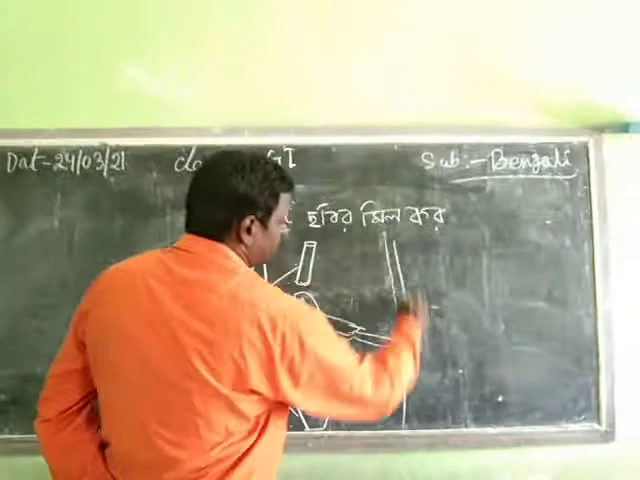 Dat-24/03/21
Sub:- Bengali
ছবির মিল কর